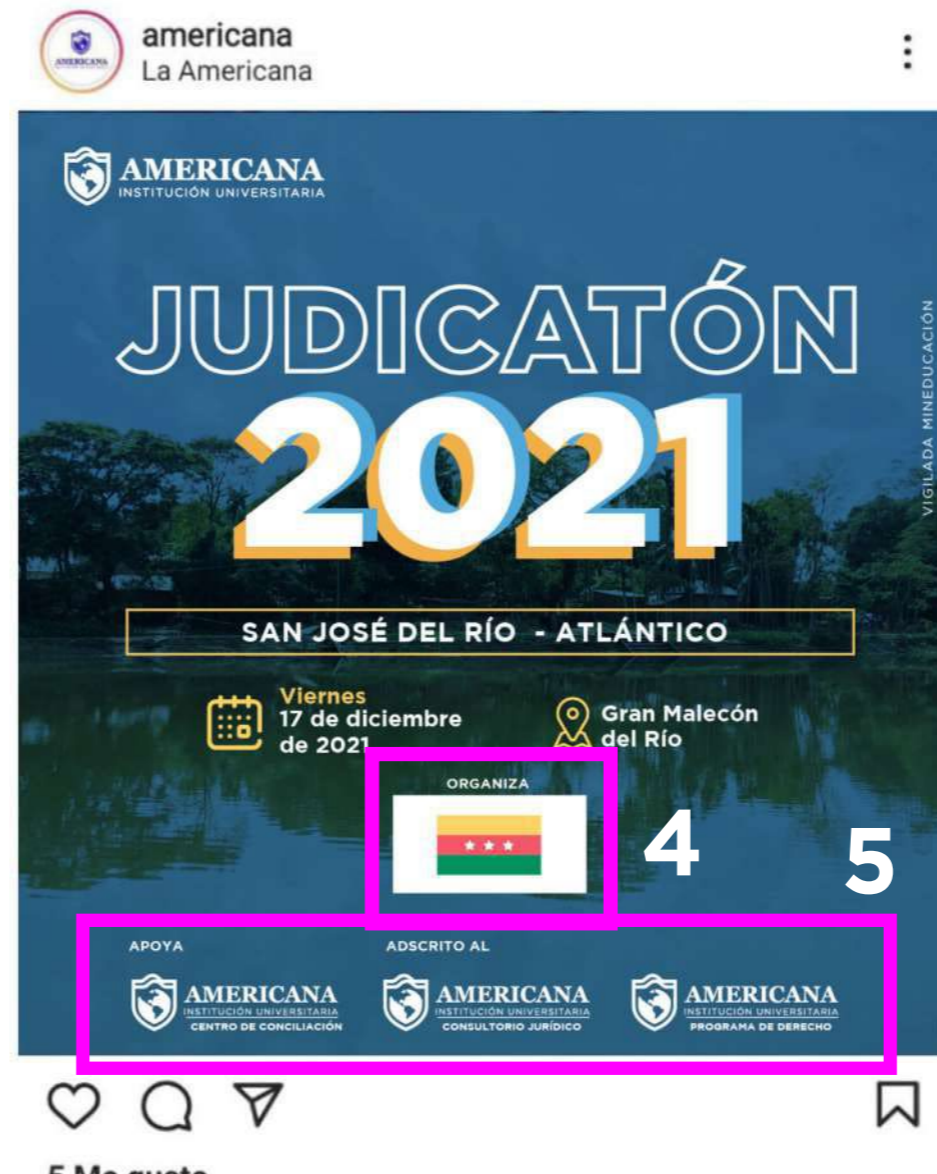 americana
La Americana
AMERICANA
AMERICANA
INSTITUCIÓN UNIVERSITARIA
JUDICATÓN
2021
VIGILADA MINEDUCACIÓN
SAN JOSÉ DEL RÍO - ATLÁNTICO
Viernes
17 de diciembre
de 2021
Gran Malecón
del Río
ORGANIZA
4
5
APOYA
ADSCRITO AL
AMERICANA
INSTITUCIÓN UNIVERSITARIA
CENTRO DE CONCILIACIÓN
AMERICANA
INSTITUCIÓN UNIVERSITARIA
CONSULTORIO JURÍDICO
AMERICANA
INSTITUCIÓN UNIVERSITARIA
PROGRAMA DE DERECHO
5 Me gusta